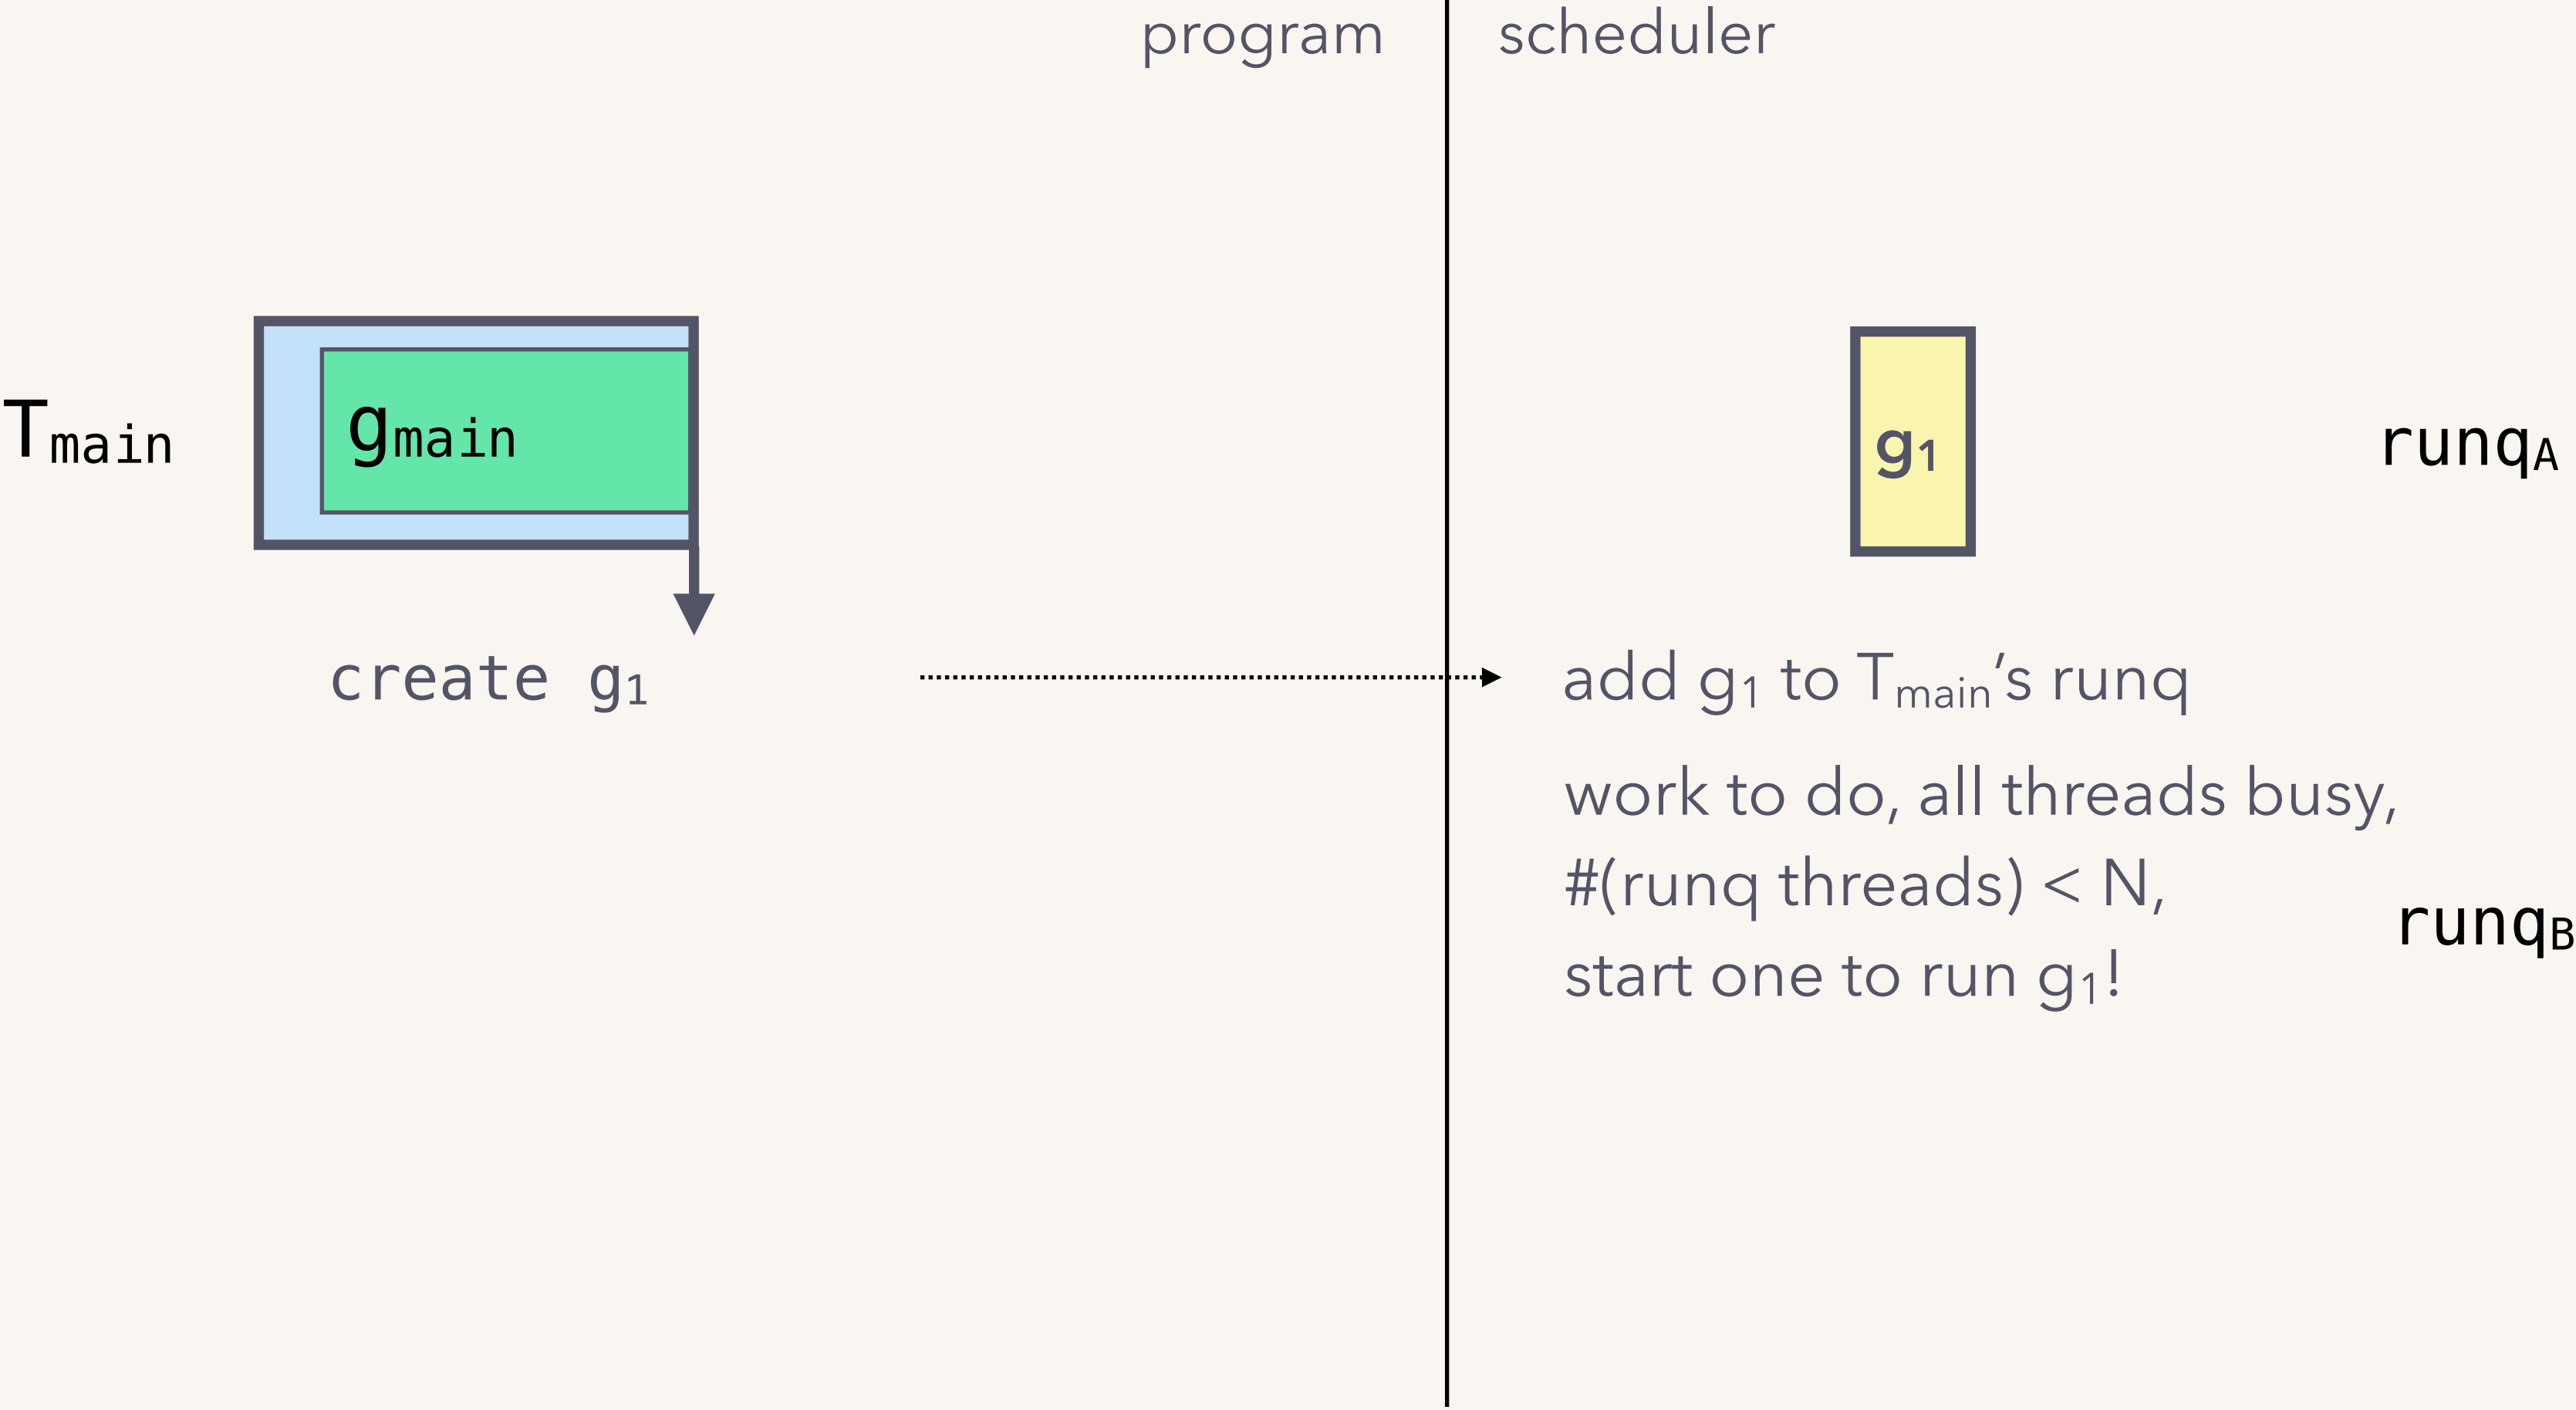 program
scheduler
Tmain
gmain
g1
runqA
create g1
add g1 to Tmain’s runq
work to do, all threads busy,
#(runq threads) < N,
runqB
start one to run g1!